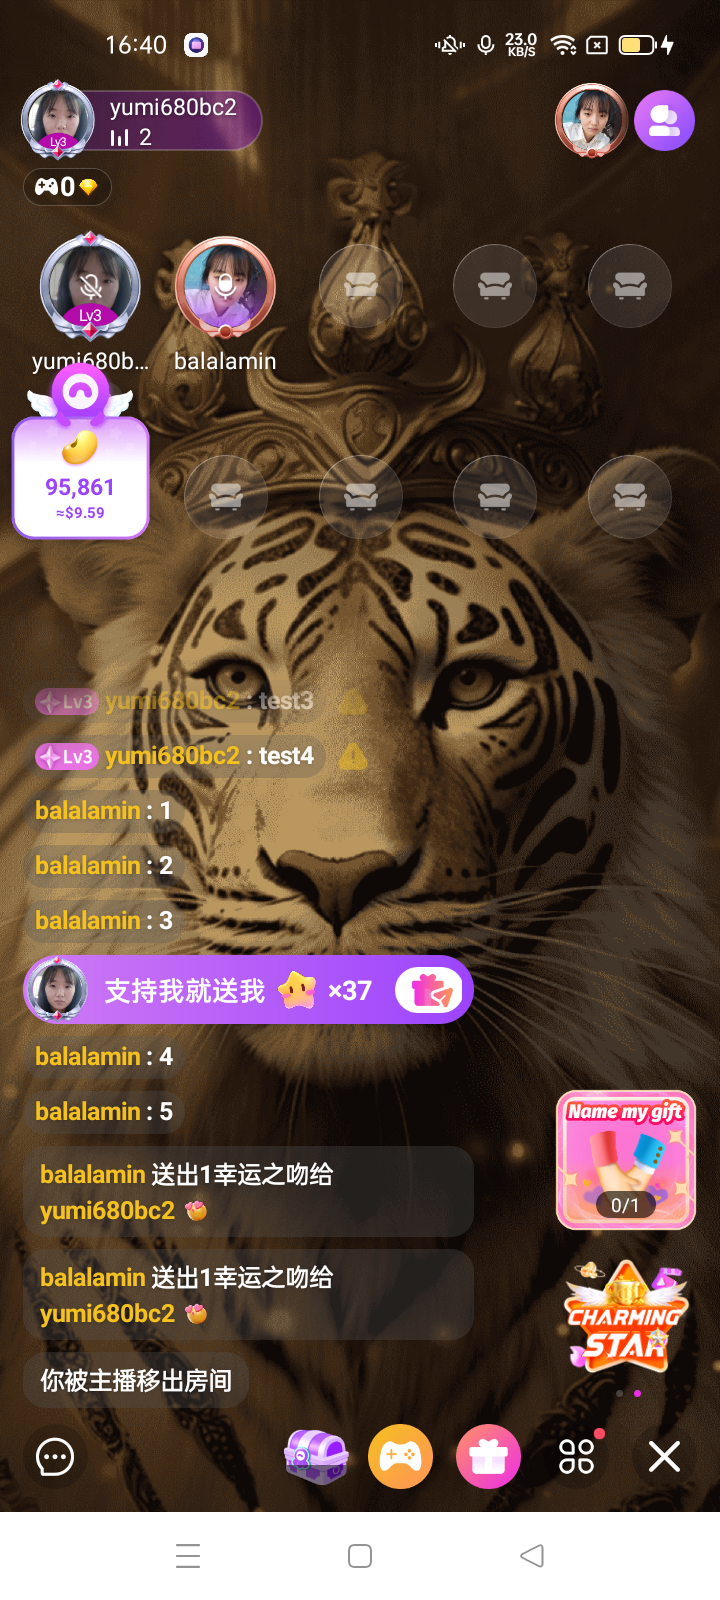 16:40
23.0
KB/S
yumi680bc2
2
Lv3
0
Lv3
yumi680b...
balalamin
95,861
≈$9.59
Lv3 yumi680bc2 : test3
Lv3 yumi680bc2 : test4
balalamin : 1
balalamin : 2
balalamin : 3
支持我就送我 ×37
balalamin : 4
balalamin : 5
Name my gift
0/1
balalamin 送出1幸运之吻给
yumi680bc2
balalamin 送出1幸运之吻给
yumi680bc2
CHARMING
STAR
你被主播移出房间